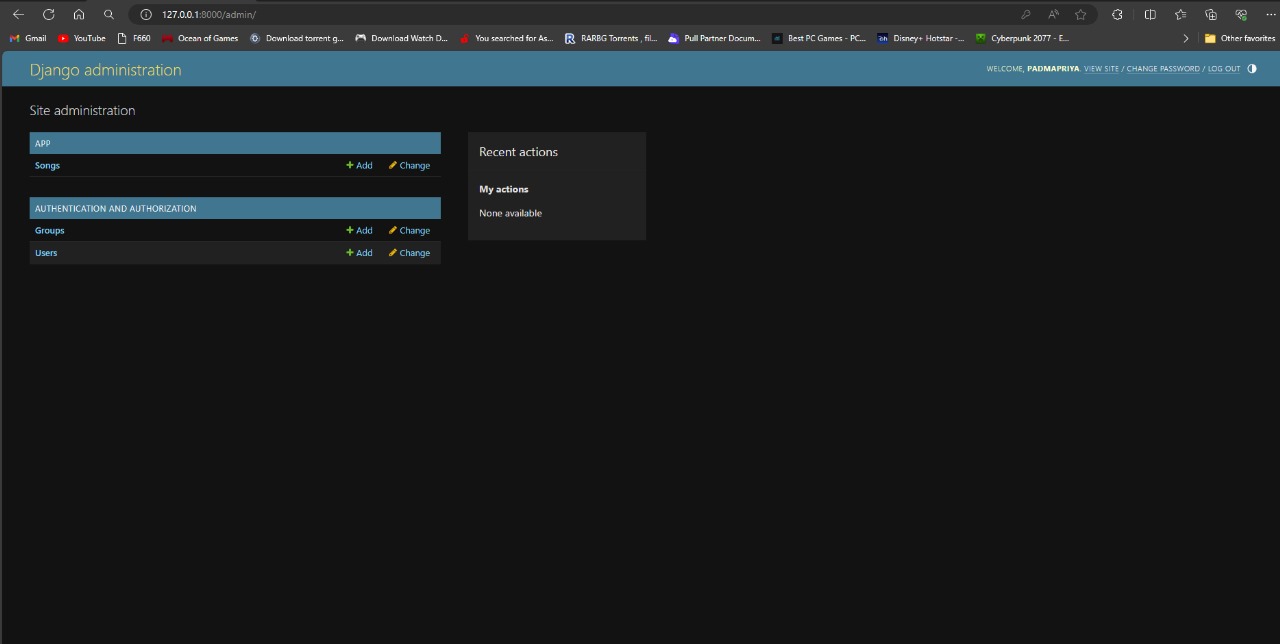 127.0.0.1:8000/admin/
Gmail YouTube F660 Ocean of Games Download torrent g... Download Watch D... You searched for As... RARBG Torrents , fil... Pull Partner Docum... Best PC Games - PC... Disney+ Hotstar -... Cyberpunk 2077 - E... Other favorites
Django administration
WELCOME, PADMAPRIYA. VIEW SITE / CHANGE PASSWORD / LOG OUT
Site administration
APP
Songs + Add Change
AUTHENTICATION AND AUTHORIZATION
Groups + Add Change
Users + Add Change
Recent actions
My actions
None available